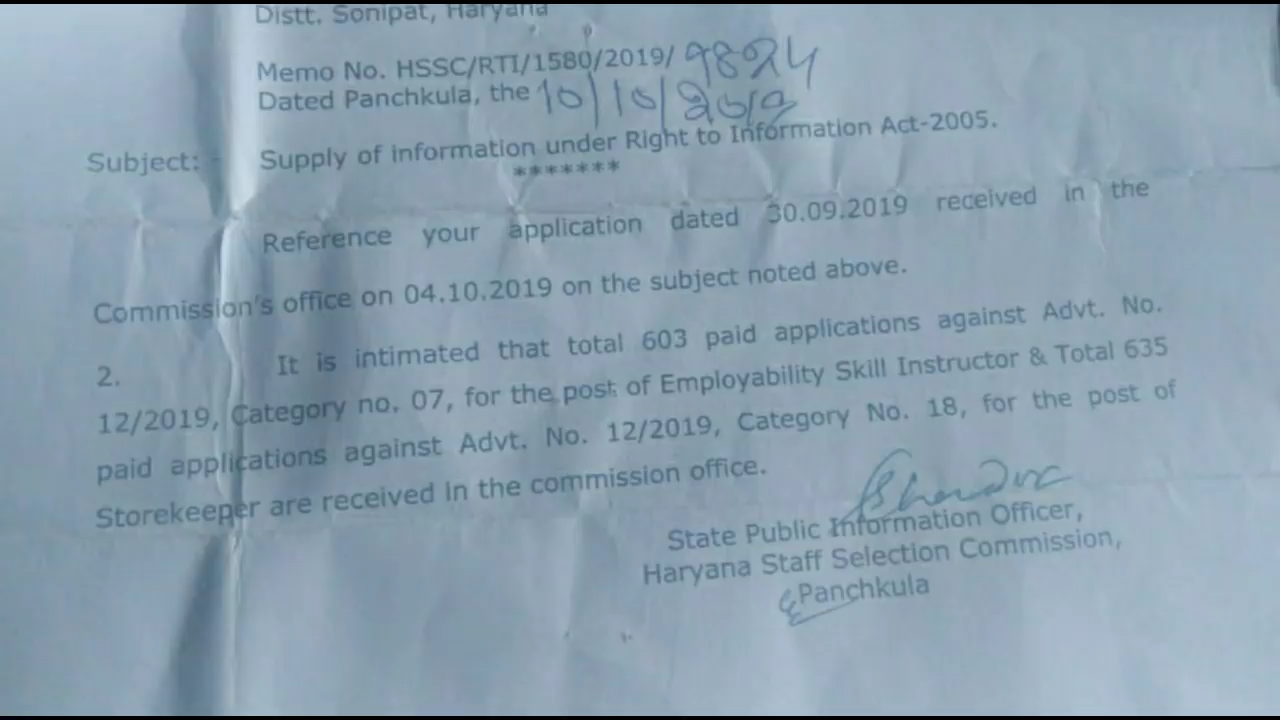 Distt. Sonipat, Haryana
Memo No. HSSC/RTI/1580/2019/ 9824
Dated Panchkula, the 10/10/2019
Subject: - Supply of information under Right to Information Act-2005.
*******
Reference your application dated 30.09.2019 received in the
Commission's office on 04.10.2019 on the subject noted above.
2. It is intimated that total 603 paid applications against Advt. No.
12/2019, Category no. 07, for the post of Employability Skill Instructor & Total 635
paid applications against Advt. No. 12/2019, Category No. 18, for the post of
Storekeeper are received in the commission office.
State Public Information Officer,
Haryana Staff Selection Commission,
Panchkula